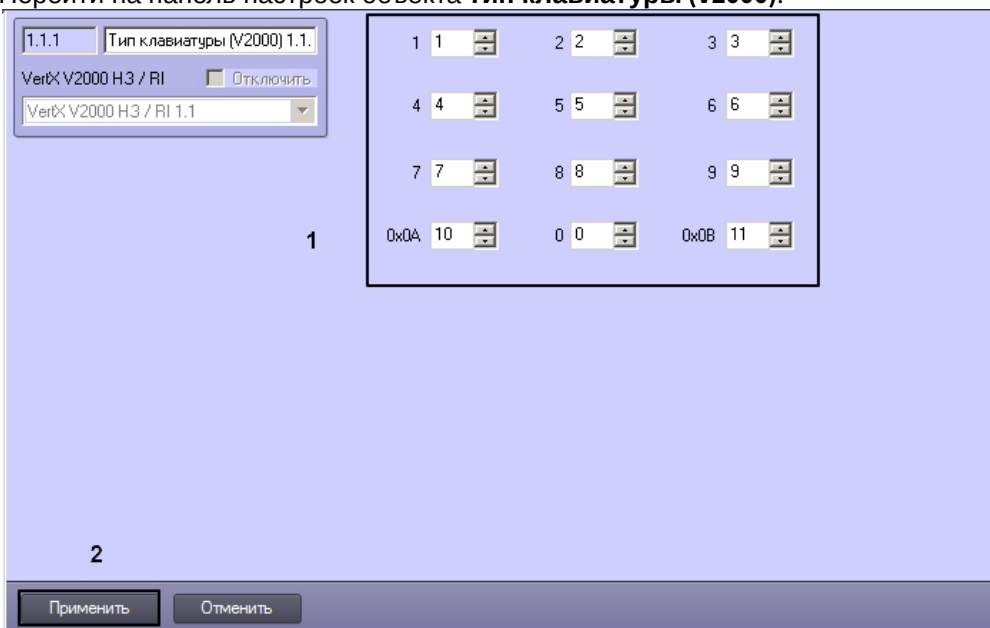 Перейти на панель настроек объекта Тип клавиатуры (V2000).
1.1.1 Тип клавиатуры (V2000) 1.1.
VertX V2000 НЗ / RI Отключить
VertX V2000 НЗ / RI 1.1
1 1 2 2 3 3
4 4 5 5 6 6
7 7 8 8 9 9
1 0x0A 10 0 0 0x0B 11
2
Применить Отменить